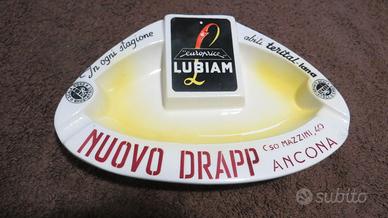 In ogni stagione
abiti terital-lana
europrice
LUBIAM
NUOVO DRAPP
C.SO MAZZINI, 40
ANCONA
subito